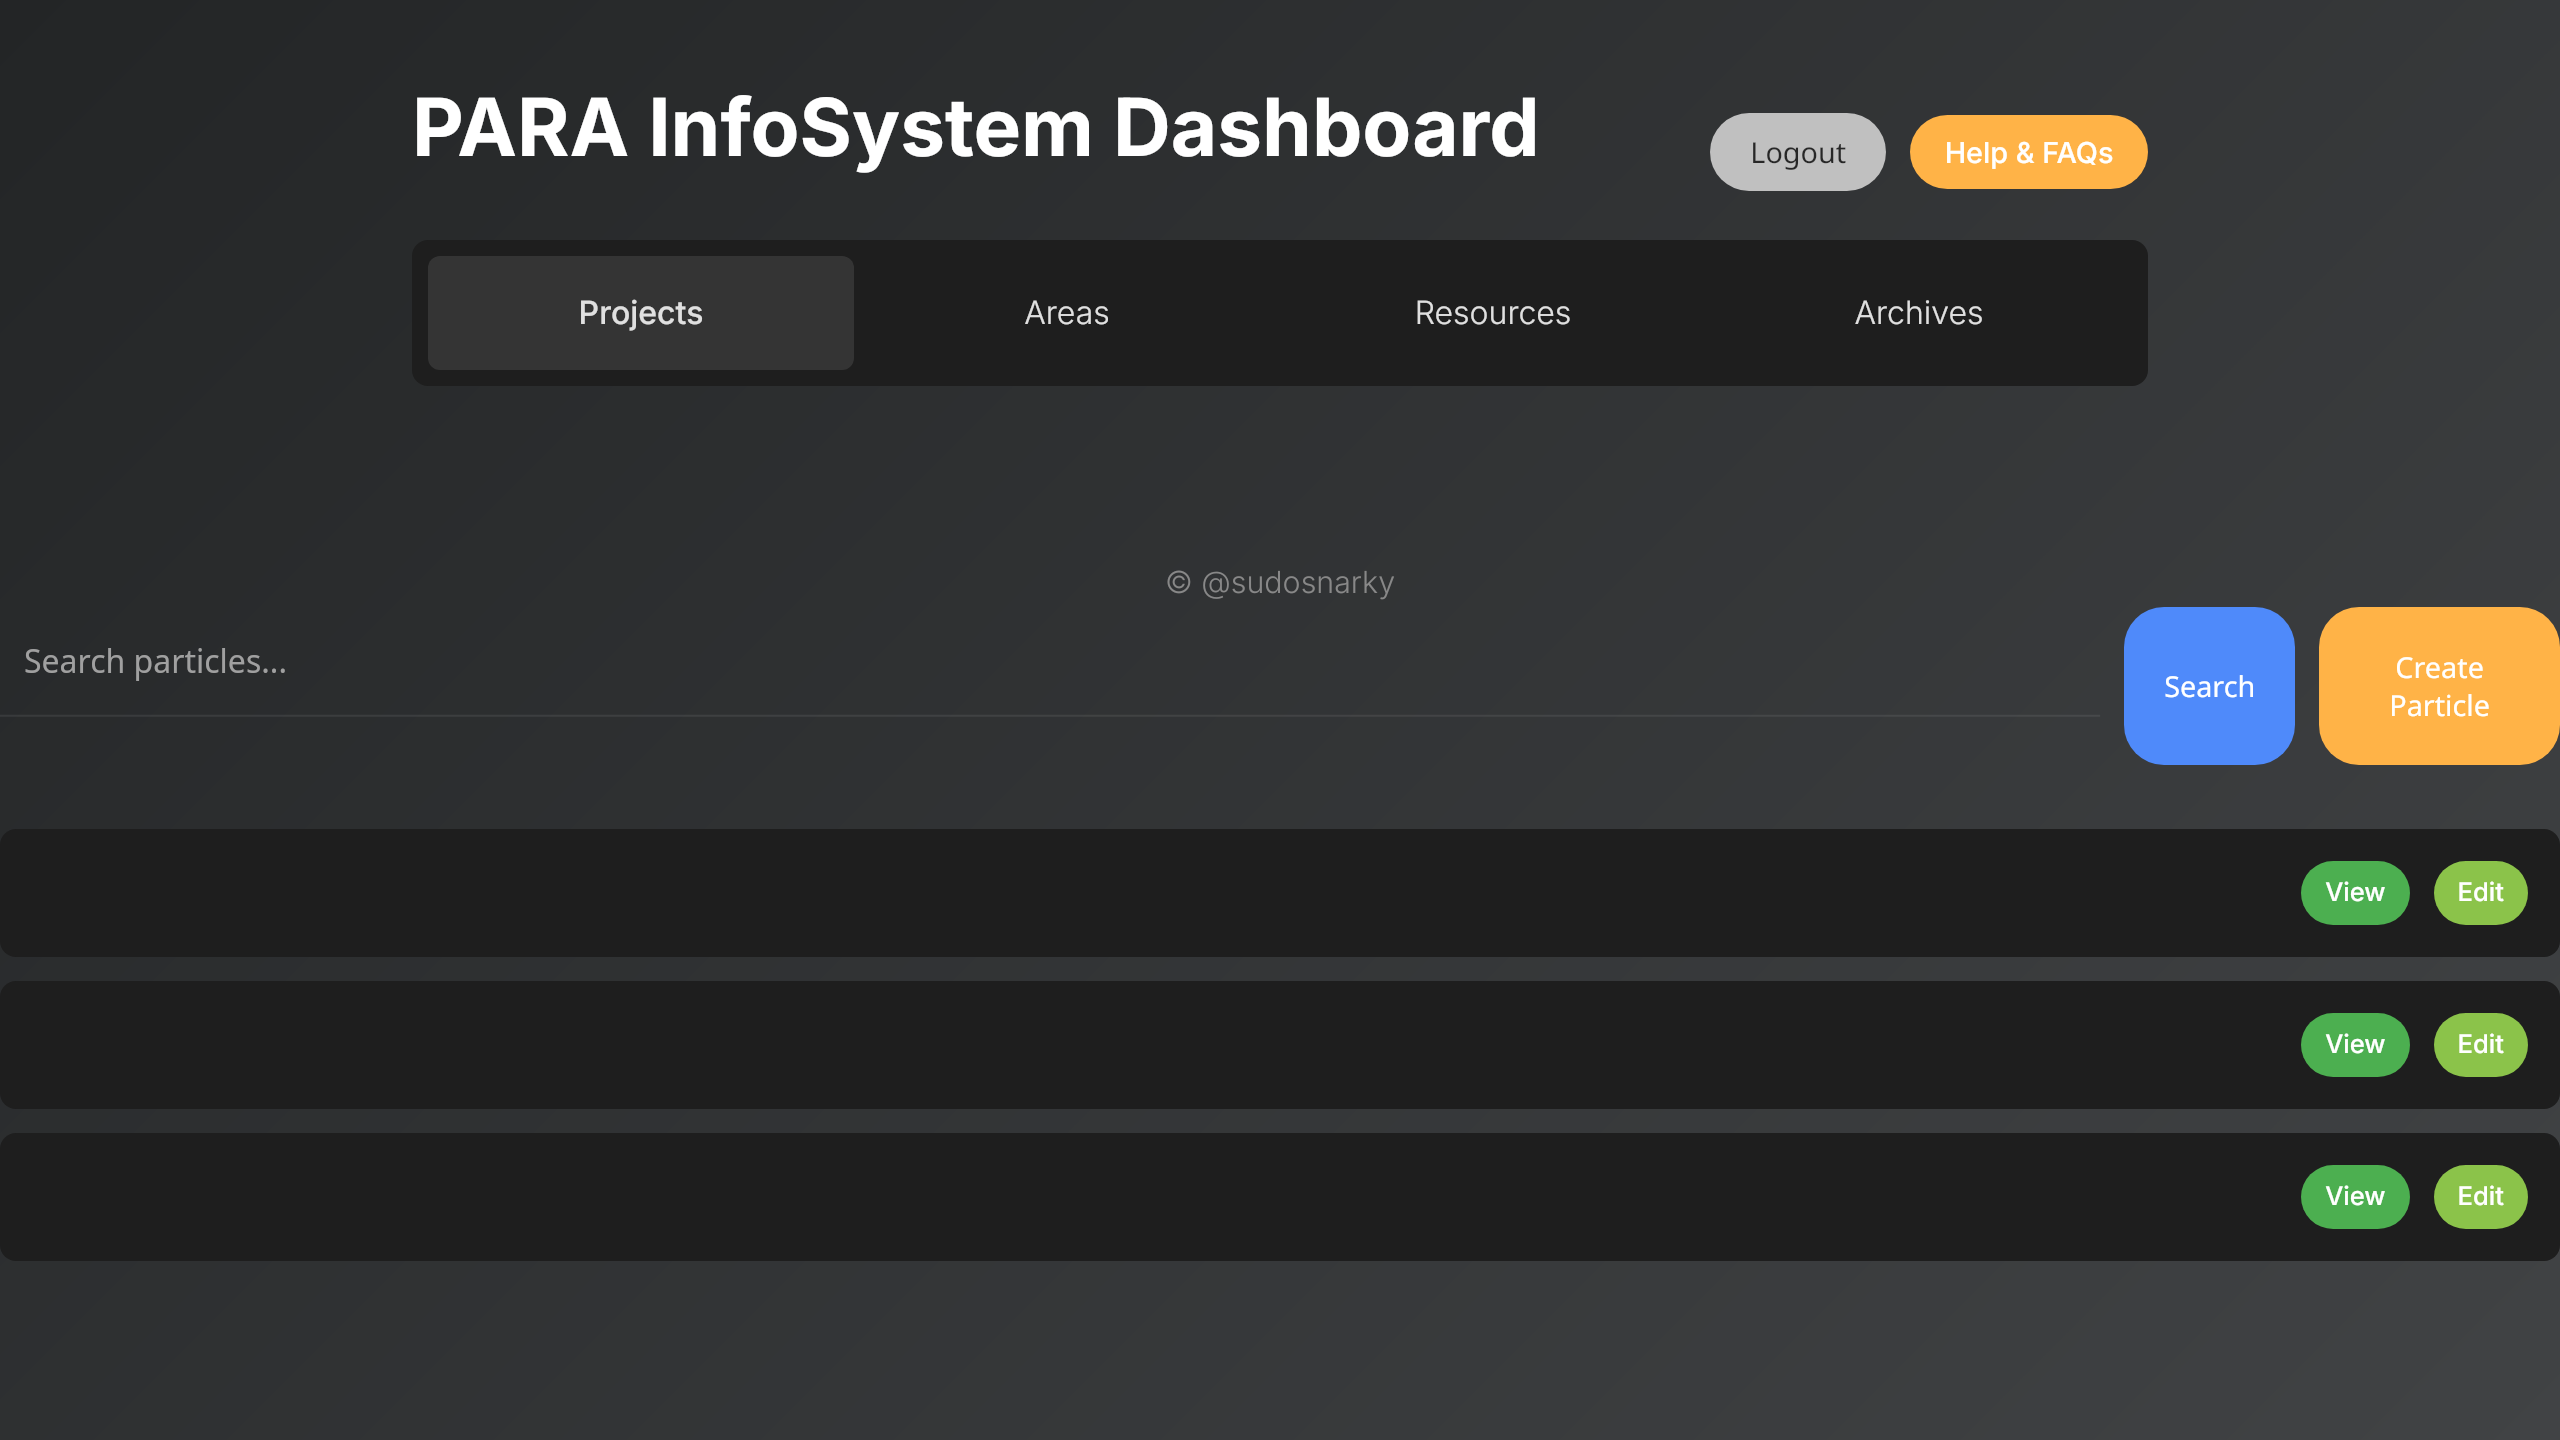 PARA InfoSystem Dashboard
Logout
Help & FAQs
Projects
Areas
Resources
Archives
© @sudosnarky
Search particles...
Search
Create
Particle
View
Edit
View
Edit
View
Edit